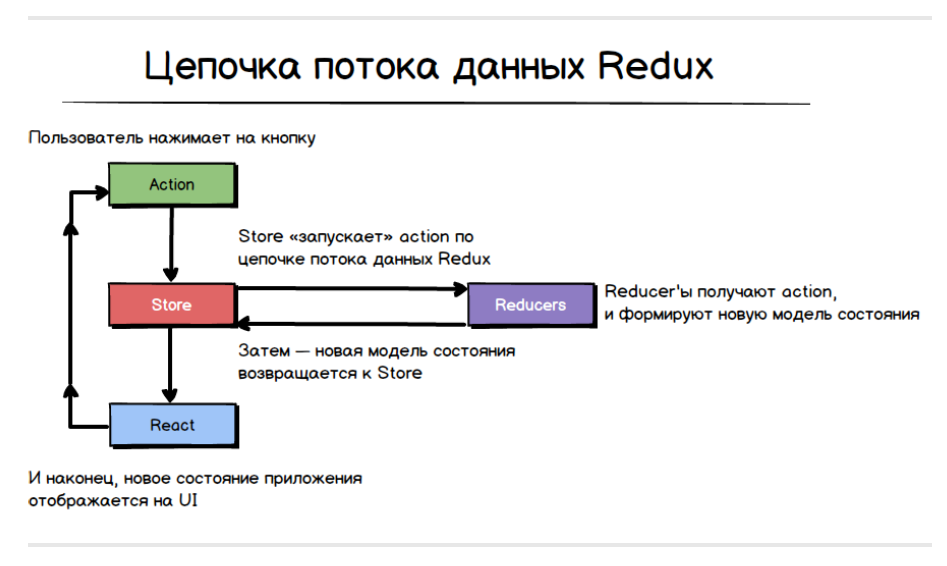 Цепочка потока данных Redux
Пользователь нажимает на кнопку
Action
Store «запускает» action по
цепочке потока данных Redux
Store
Reducers
Reducer'ы получают action,
и формируют новую модель состояния
Затем — новая модель состояния
возвращается к Store
React
И наконец, новое состояние приложения
отображается на UI